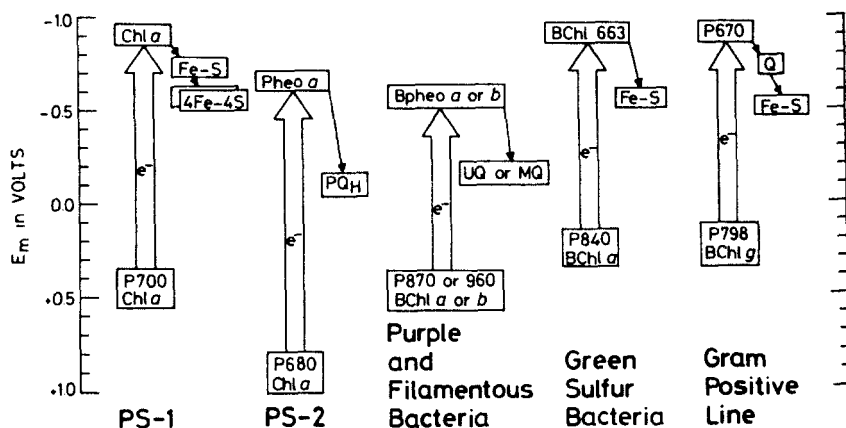 E_m in VOLTS
-1.0
-0.5
0.0
+0.5
+1.0
Chl a
Fe-S
4Fe-4S
e⁻
P700
Chl a
PS-1
Pheo a
PQ_H
e⁻
P680
Chl a
PS-2
Bpheo a or b
UQ or MQ
e⁻
P870 or 960
BChl a or b
Purple
and
Filamentous
Bacteria
BChl 663
Fe-S
e⁻
P840
BChl a
Green
Sulfur
Bacteria
P670
Q
Fe-S
e⁻
P798
BChl g
Gram
Positive
Line